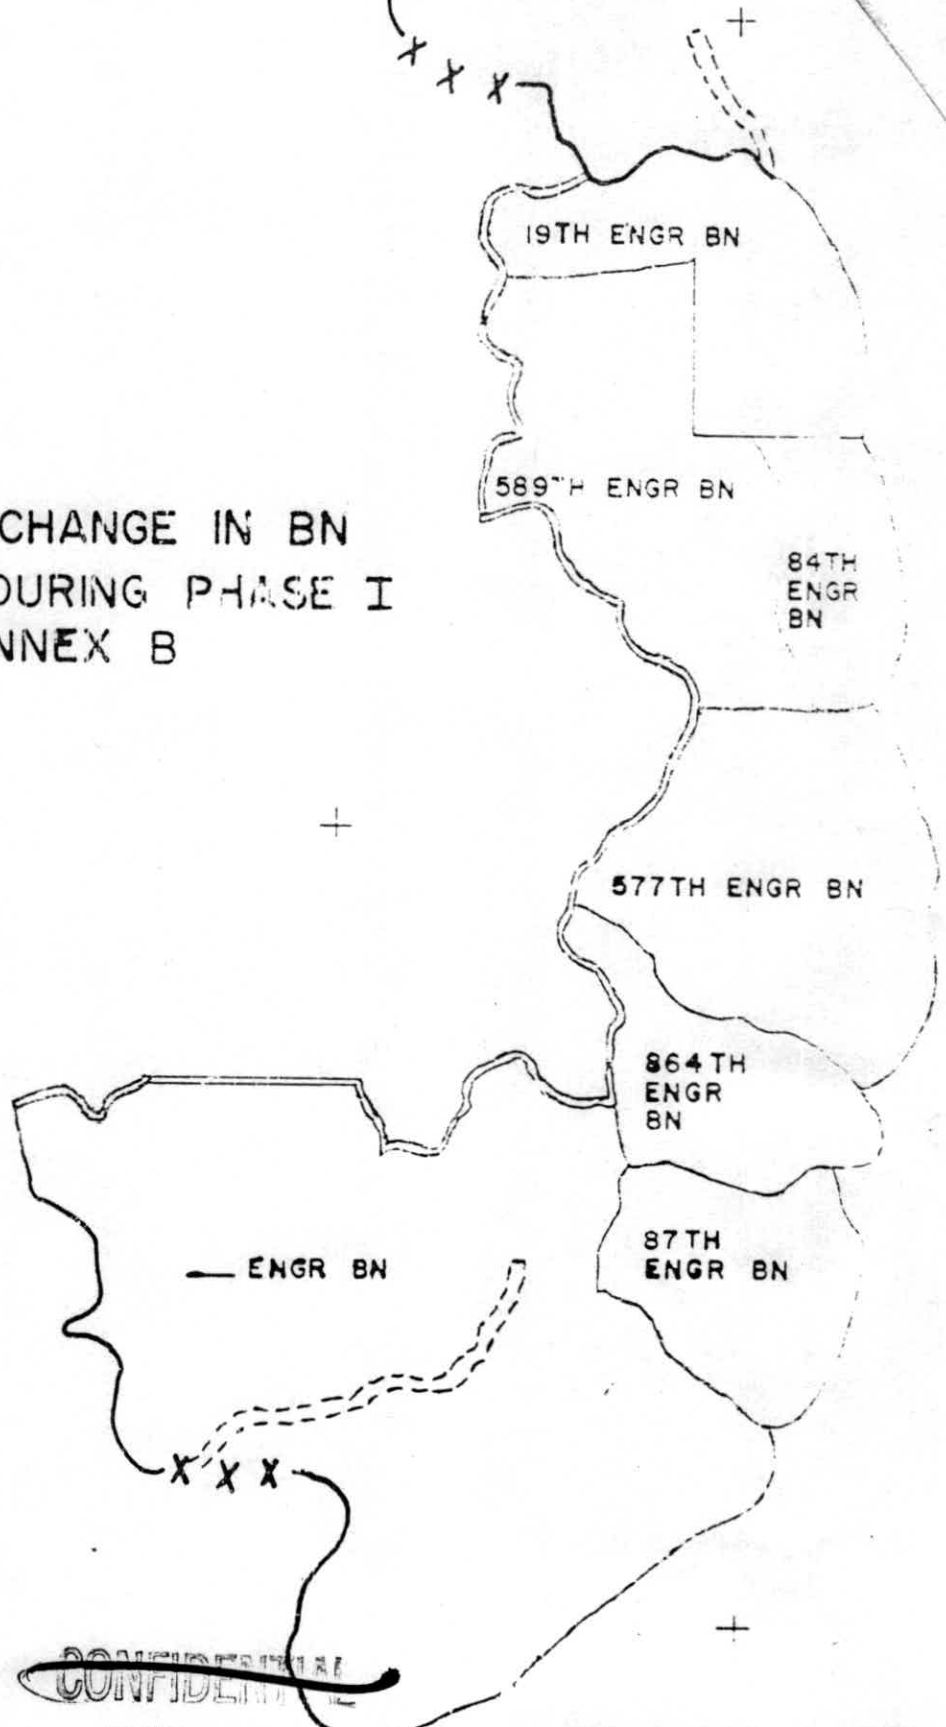 X X X
19TH ENGR BN
589TH ENGR BN
CHANGE IN BN
DURING PHASE I
NNEX B
84TH
ENGR
BN
577TH ENGR BN
864TH
ENGR
BN
87TH
ENGR BN
— ENGR BN
X X X
CONFIDENTIAL